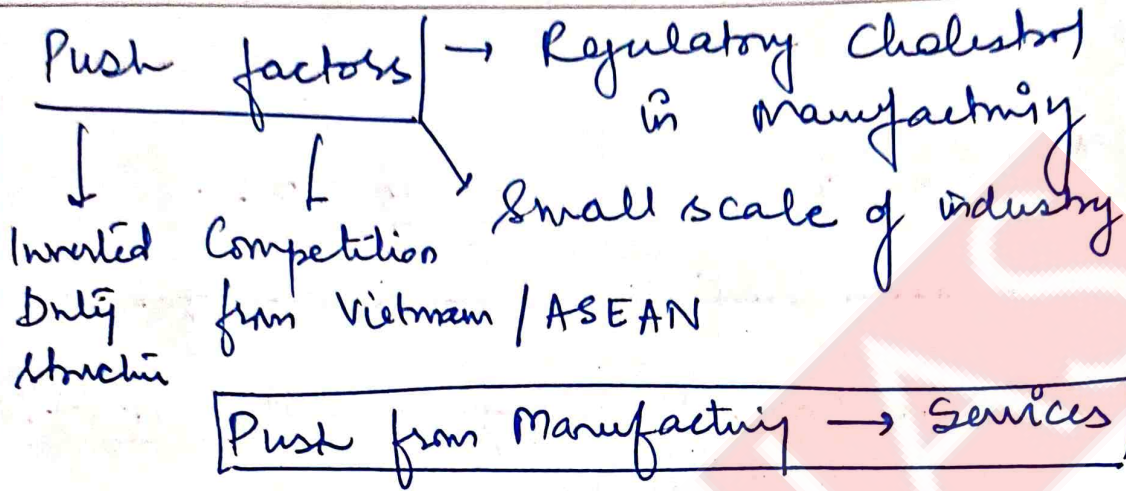 Push factors → Regulatory Cholestrol
in Manufacturing
Small scale of industry
Inverted
Duty
structure
Competition
from Vietnam / ASEAN
Push from Manufacturing → Services